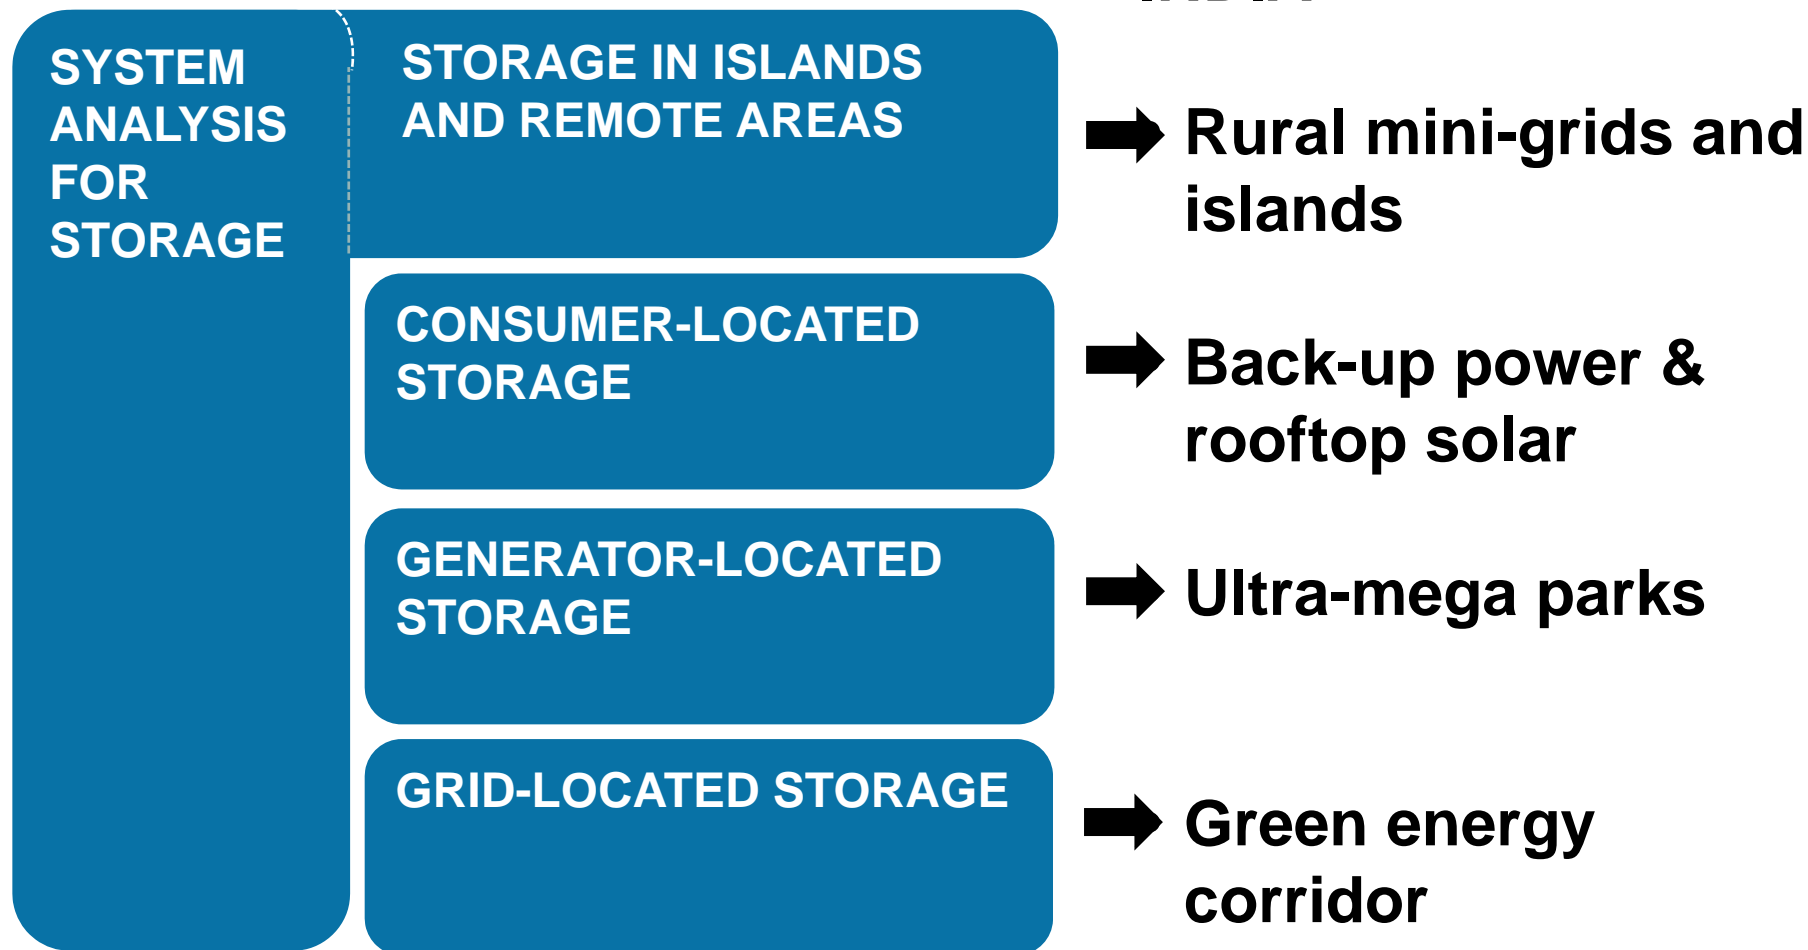 SYSTEM
ANALYSIS
FOR
STORAGE
STORAGE IN ISLANDS
AND REMOTE AREAS
Rural mini-grids and
islands
CONSUMER-LOCATED
STORAGE
Back-up power &
rooftop solar
GENERATOR-LOCATED
STORAGE
Ultra-mega parks
GRID-LOCATED STORAGE
Green energy
corridor